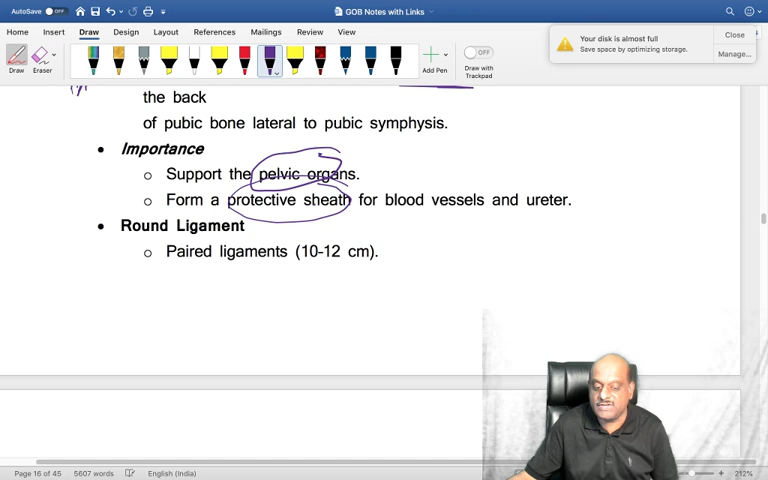 AutoSave OFF GOB Notes with Links
Home Insert Draw Design Layout References Mailings Review View
Your disk is almost full
Save space by optimizing storage.
Close
Manage...
Draw Eraser Add Pen Draw with Trackpad OFF
the back
of pubic bone lateral to pubic symphysis.
• Importance
o Support the pelvic organs.
o Form a protective sheath for blood vessels and ureter.
• Round Ligament
o Paired ligaments (10-12 cm).
Page 16 of 45 5607 words English (India) 212%